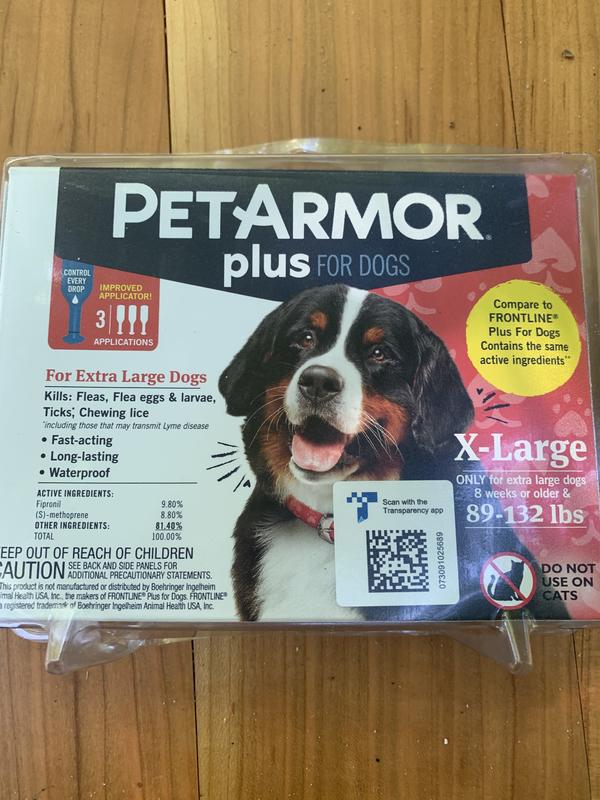 PETARMOR®
plus FOR DOGS
CONTROL
EVERY
DROP
IMPROVED
APPLICATOR!
3
APPLICATIONS
Compare to
FRONTLINE®
Plus For Dogs
Contains the same
active ingredients**
For Extra Large Dogs
Kills: Fleas, Flea eggs & larvae,
Ticks*, Chewing lice
*including those that may transmit Lyme disease
• Fast-acting
• Long-lasting
• Waterproof
ACTIVE INGREDIENTS:
Fipronil 9.80%
(S)-methoprene 8.80%
OTHER INGREDIENTS: 81.40%
TOTAL 100.00%
X-Large
ONLY for extra large dogs
8 weeks or older &
89-132 lbs
Scan with the
Transparency app
073091025689
EEP OUT OF REACH OF CHILDREN
CAUTION SEE BACK AND SIDE PANELS FOR
ADDITIONAL PRECAUTIONARY STATEMENTS.
This product is not manufactured or distributed by Boehringer Ingelheim
imal Health USA, Inc., the makers of FRONTLINE® Plus for Dogs. FRONTLINE®
a registered trademark of Boehringer Ingelheim Animal Health USA, Inc.
DO NOT
USE ON
CATS